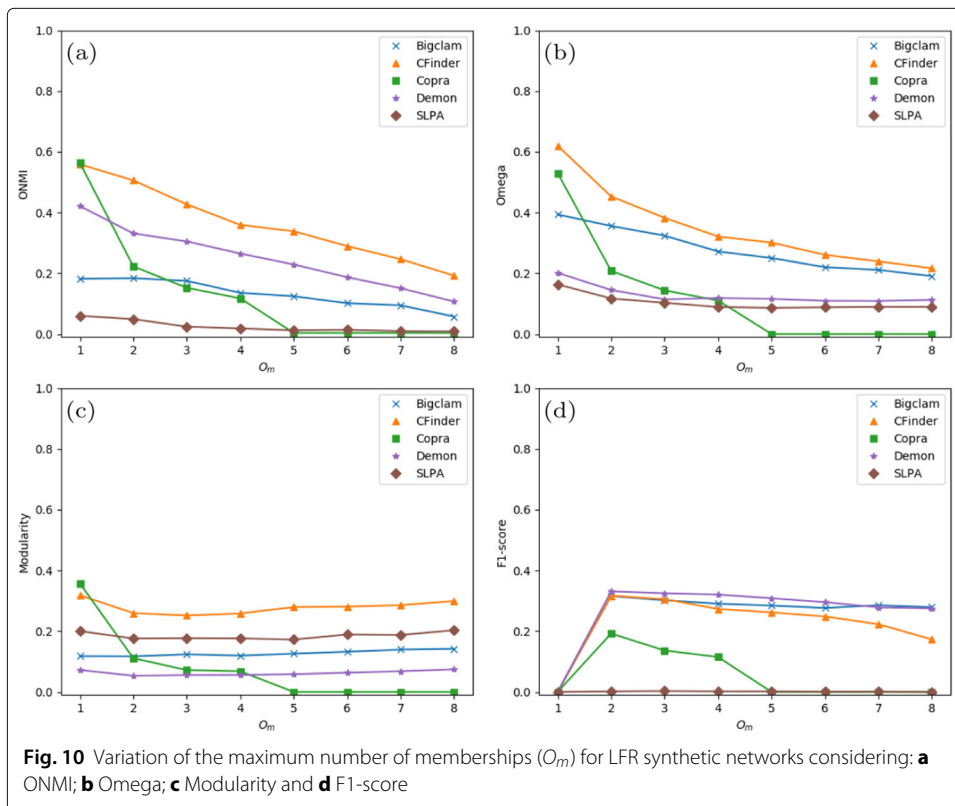 (a)
1.0
0.8
0.6
0.4
0.2
0.0
ONMI
1 2 3 4 5 6 7 8
O_m
Bigclam
CFinder
Copra
Demon
SLPA
(b)
1.0
0.8
0.6
0.4
0.2
0.0
Omega
1 2 3 4 5 6 7 8
O_m
Bigclam
CFinder
Copra
Demon
SLPA
(c)
1.0
0.8
0.6
0.4
0.2
0.0
Modularity
1 2 3 4 5 6 7 8
O_m
Bigclam
CFinder
Copra
Demon
SLPA
(d)
1.0
0.8
0.6
0.4
0.2
0.0
F1-score
1 2 3 4 5 6 7 8
O_m
Bigclam
CFinder
Copra
Demon
SLPA
Fig. 10 Variation of the maximum number of memberships (O_m) for LFR synthetic networks considering: a
ONMI; b Omega; c Modularity and d F1-score